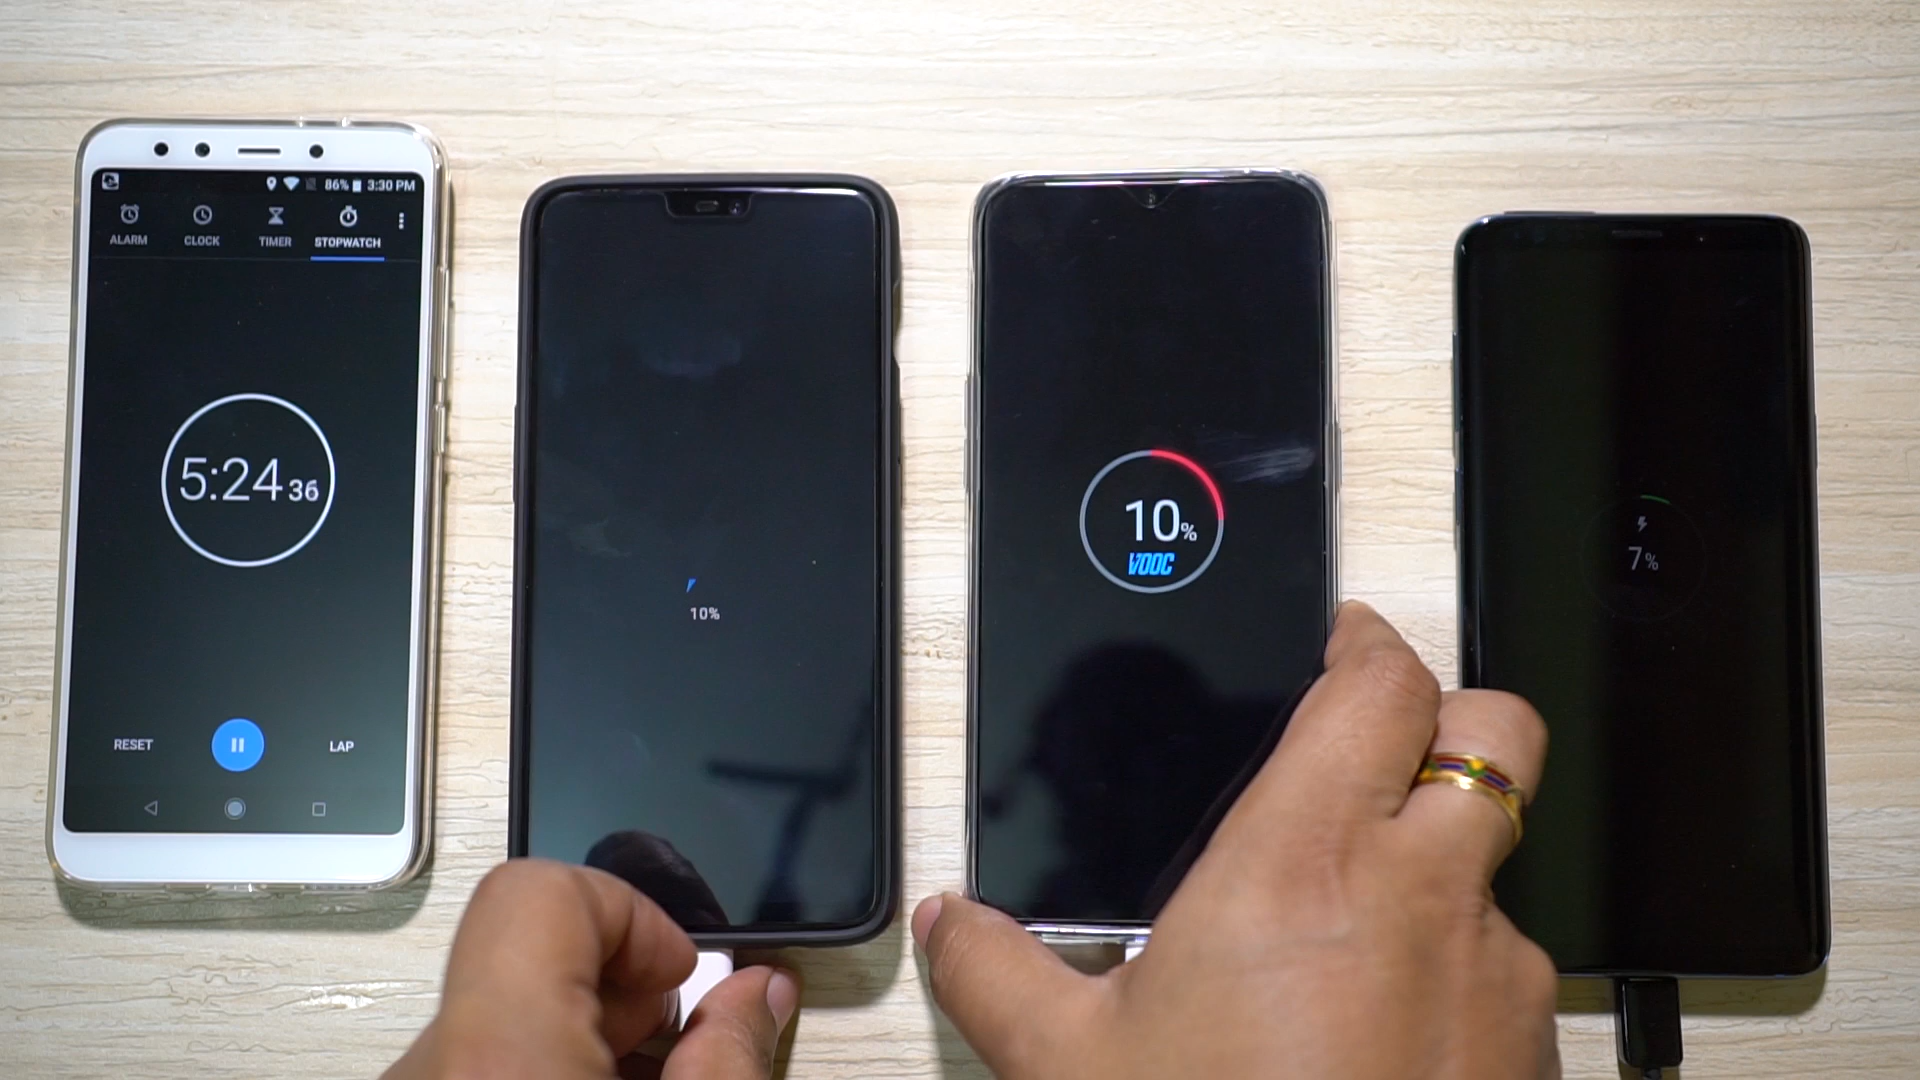 86% 3:30 PM
ALARM CLOCK TIMER STOPWATCH
5:24 36
RESET LAP
10%
10%
VOOC
7%